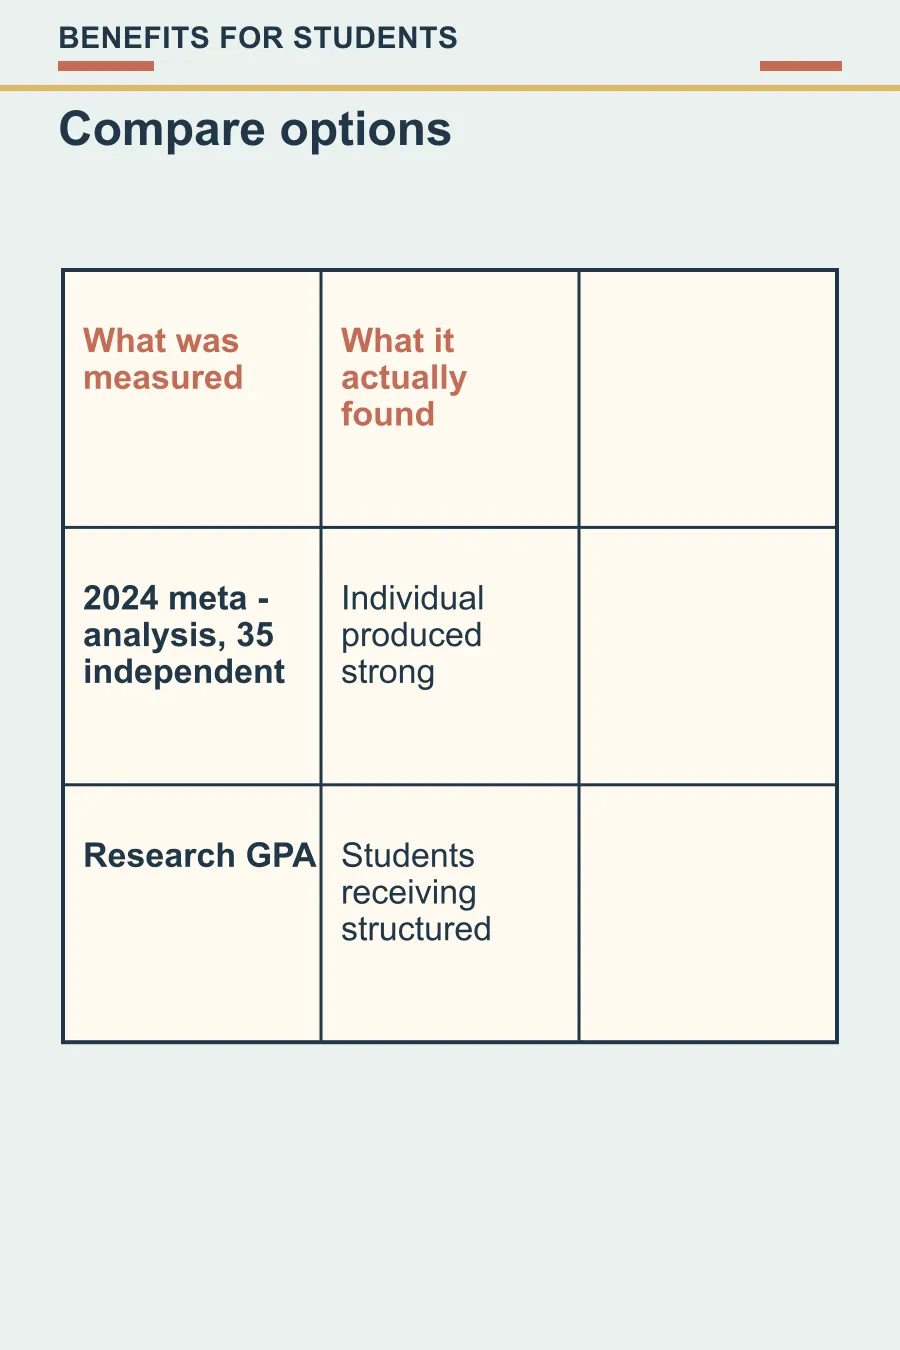 BENEFITS FOR STUDENTS
Compare options
What was
measured
What it
actually
found
2024 meta -
analysis, 35
independent
Individual
produced
strong
Research GPA
Students
receiving
structured